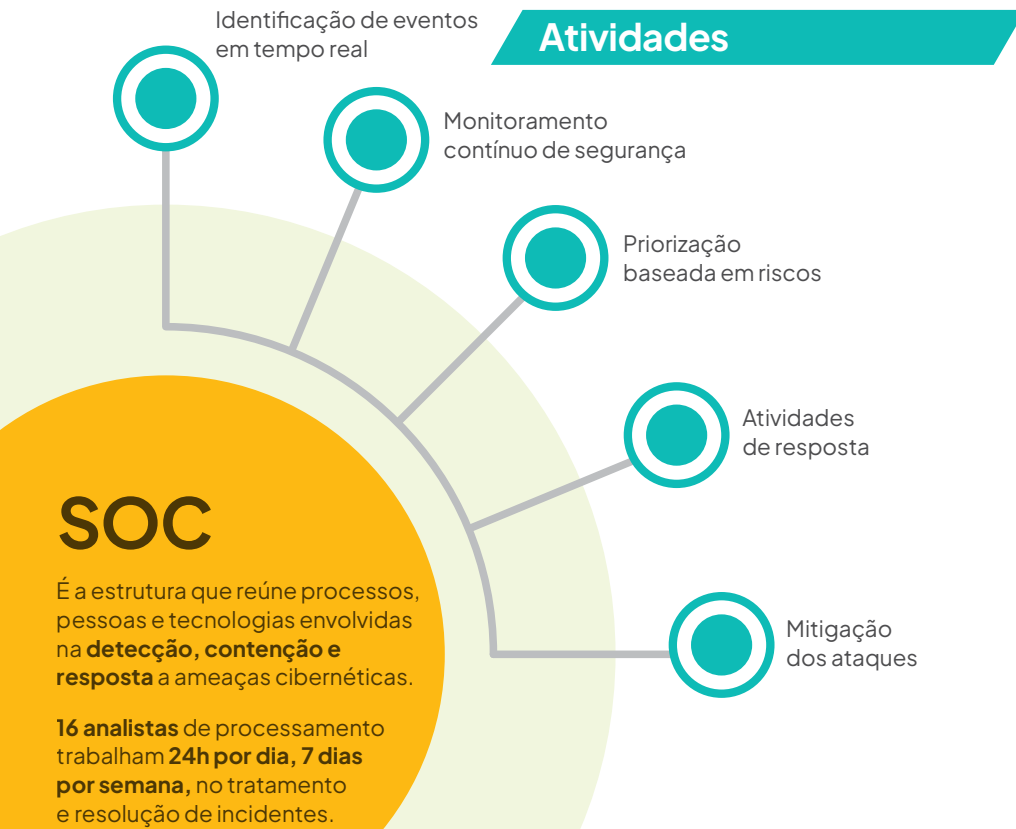 Atividades
Identificação de eventos
em tempo real
Monitoramento
contínuo de segurança
Priorização
baseada em riscos
Atividades
de resposta
Mitigação
dos ataques
SOC
É a estrutura que reúne processos,
pessoas e tecnologias envolvidas
na detecção, contenção e
resposta a ameaças cibernéticas.
16 analistas de processamento
trabalham 24h por dia, 7 dias
por semana, no tratamento
e resolução de incidentes.